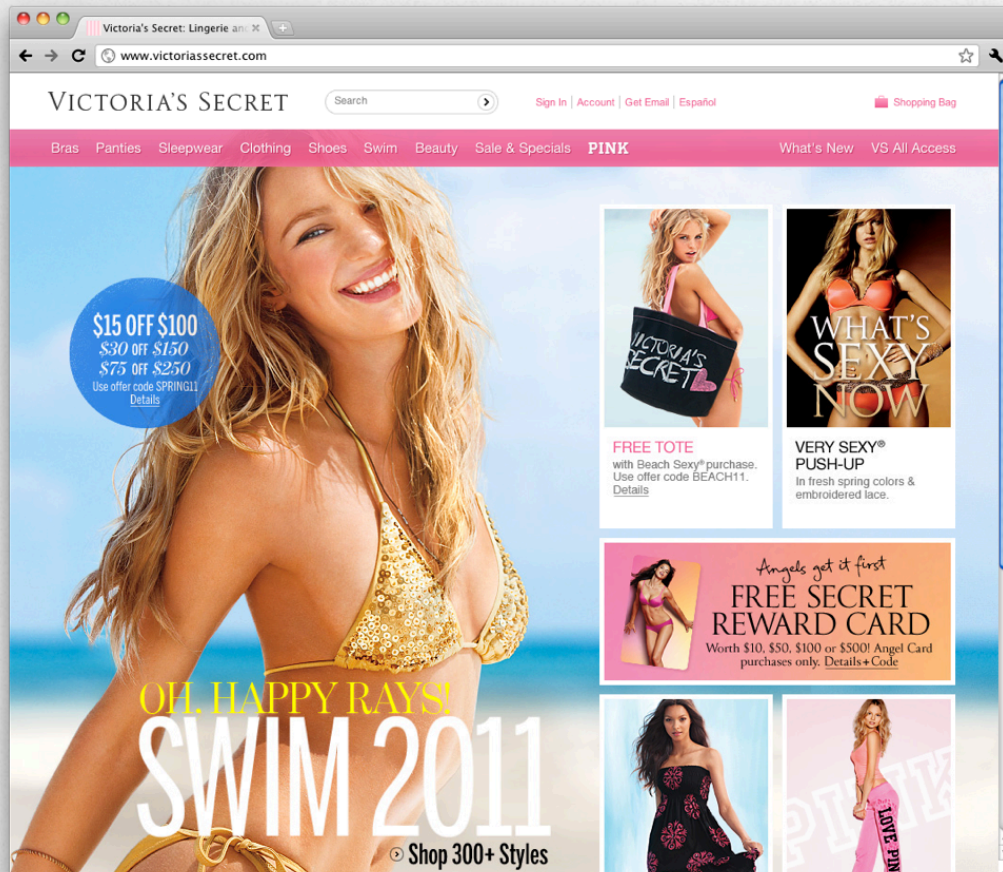 Victoria's Secret: Lingerie an
www.victoriassecret.com
VICTORIA'S SECRET
Search
Sign In | Account | Get Email | Español
Shopping Bag
Bras Panties Sleepwear Clothing Shoes Swim Beauty Sale & Specials PINK What's New VS All Access
$15 OFF $100
$30 OFF $150
$75 OFF $250
Use offer code SPRING11
Details
OH, HAPPY RAYS!
SWIM 2011
Shop 300+ Styles
VICTORIA'S
SECRET
FREE TOTE
with Beach Sexy® purchase.
Use offer code BEACH11.
Details
WHAT'S
SEXY
NOW
VERY SEXY®
PUSH-UP
In fresh spring colors &
embroidered lace.
Angels get it first
FREE SECRET
REWARD CARD
Worth $10, $50, $100 or $500! Angel Card
purchases only. Details+Code
PINK
LOVE PIN